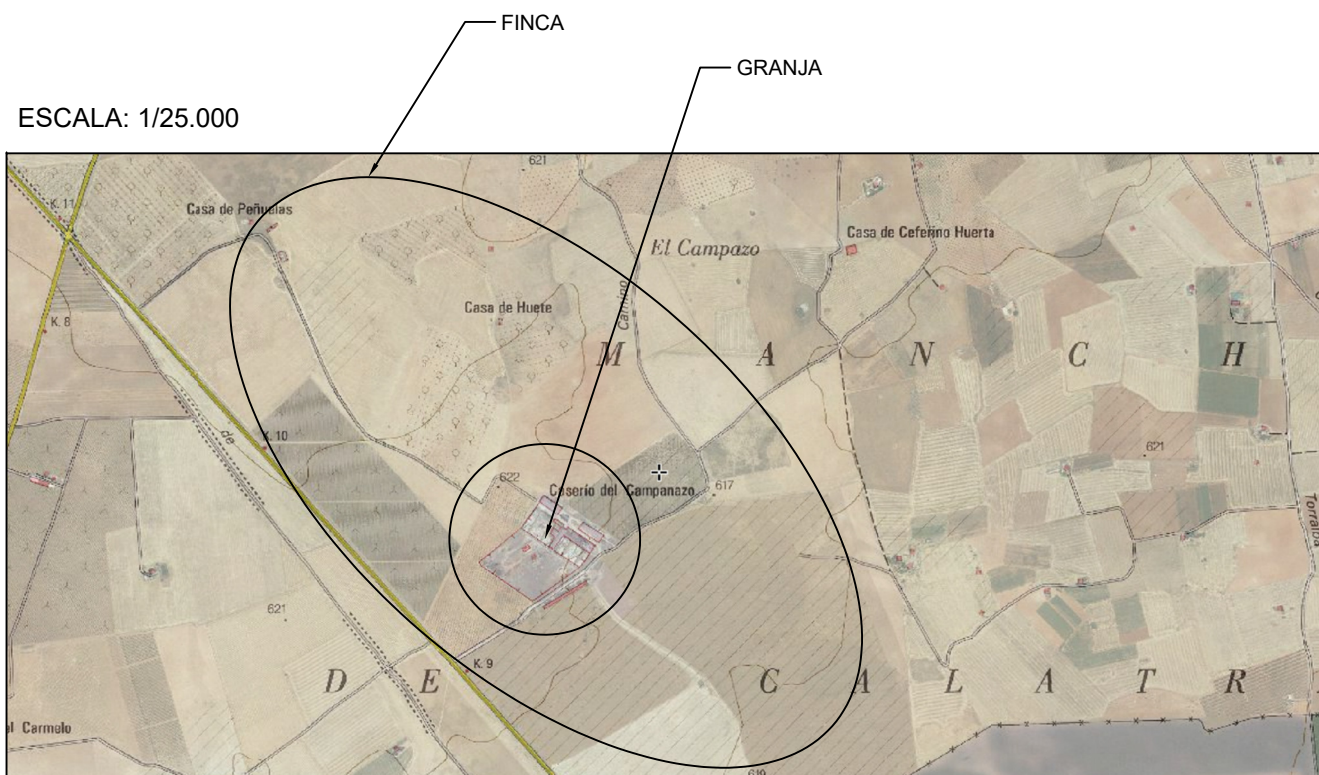 FINCA
GRANJA
ESCALA: 1/25.000
621
K. 11
Casa de Peñuelas
El Campazo
Casa de Ceferino Huerta
Casa de Huete
Camino
K. 8
M A N C H
K. 10
de
621
622
Caserío del Campanazo
617
Torralba
621
K. 9
D E C A L A T R
al Carmelo
619